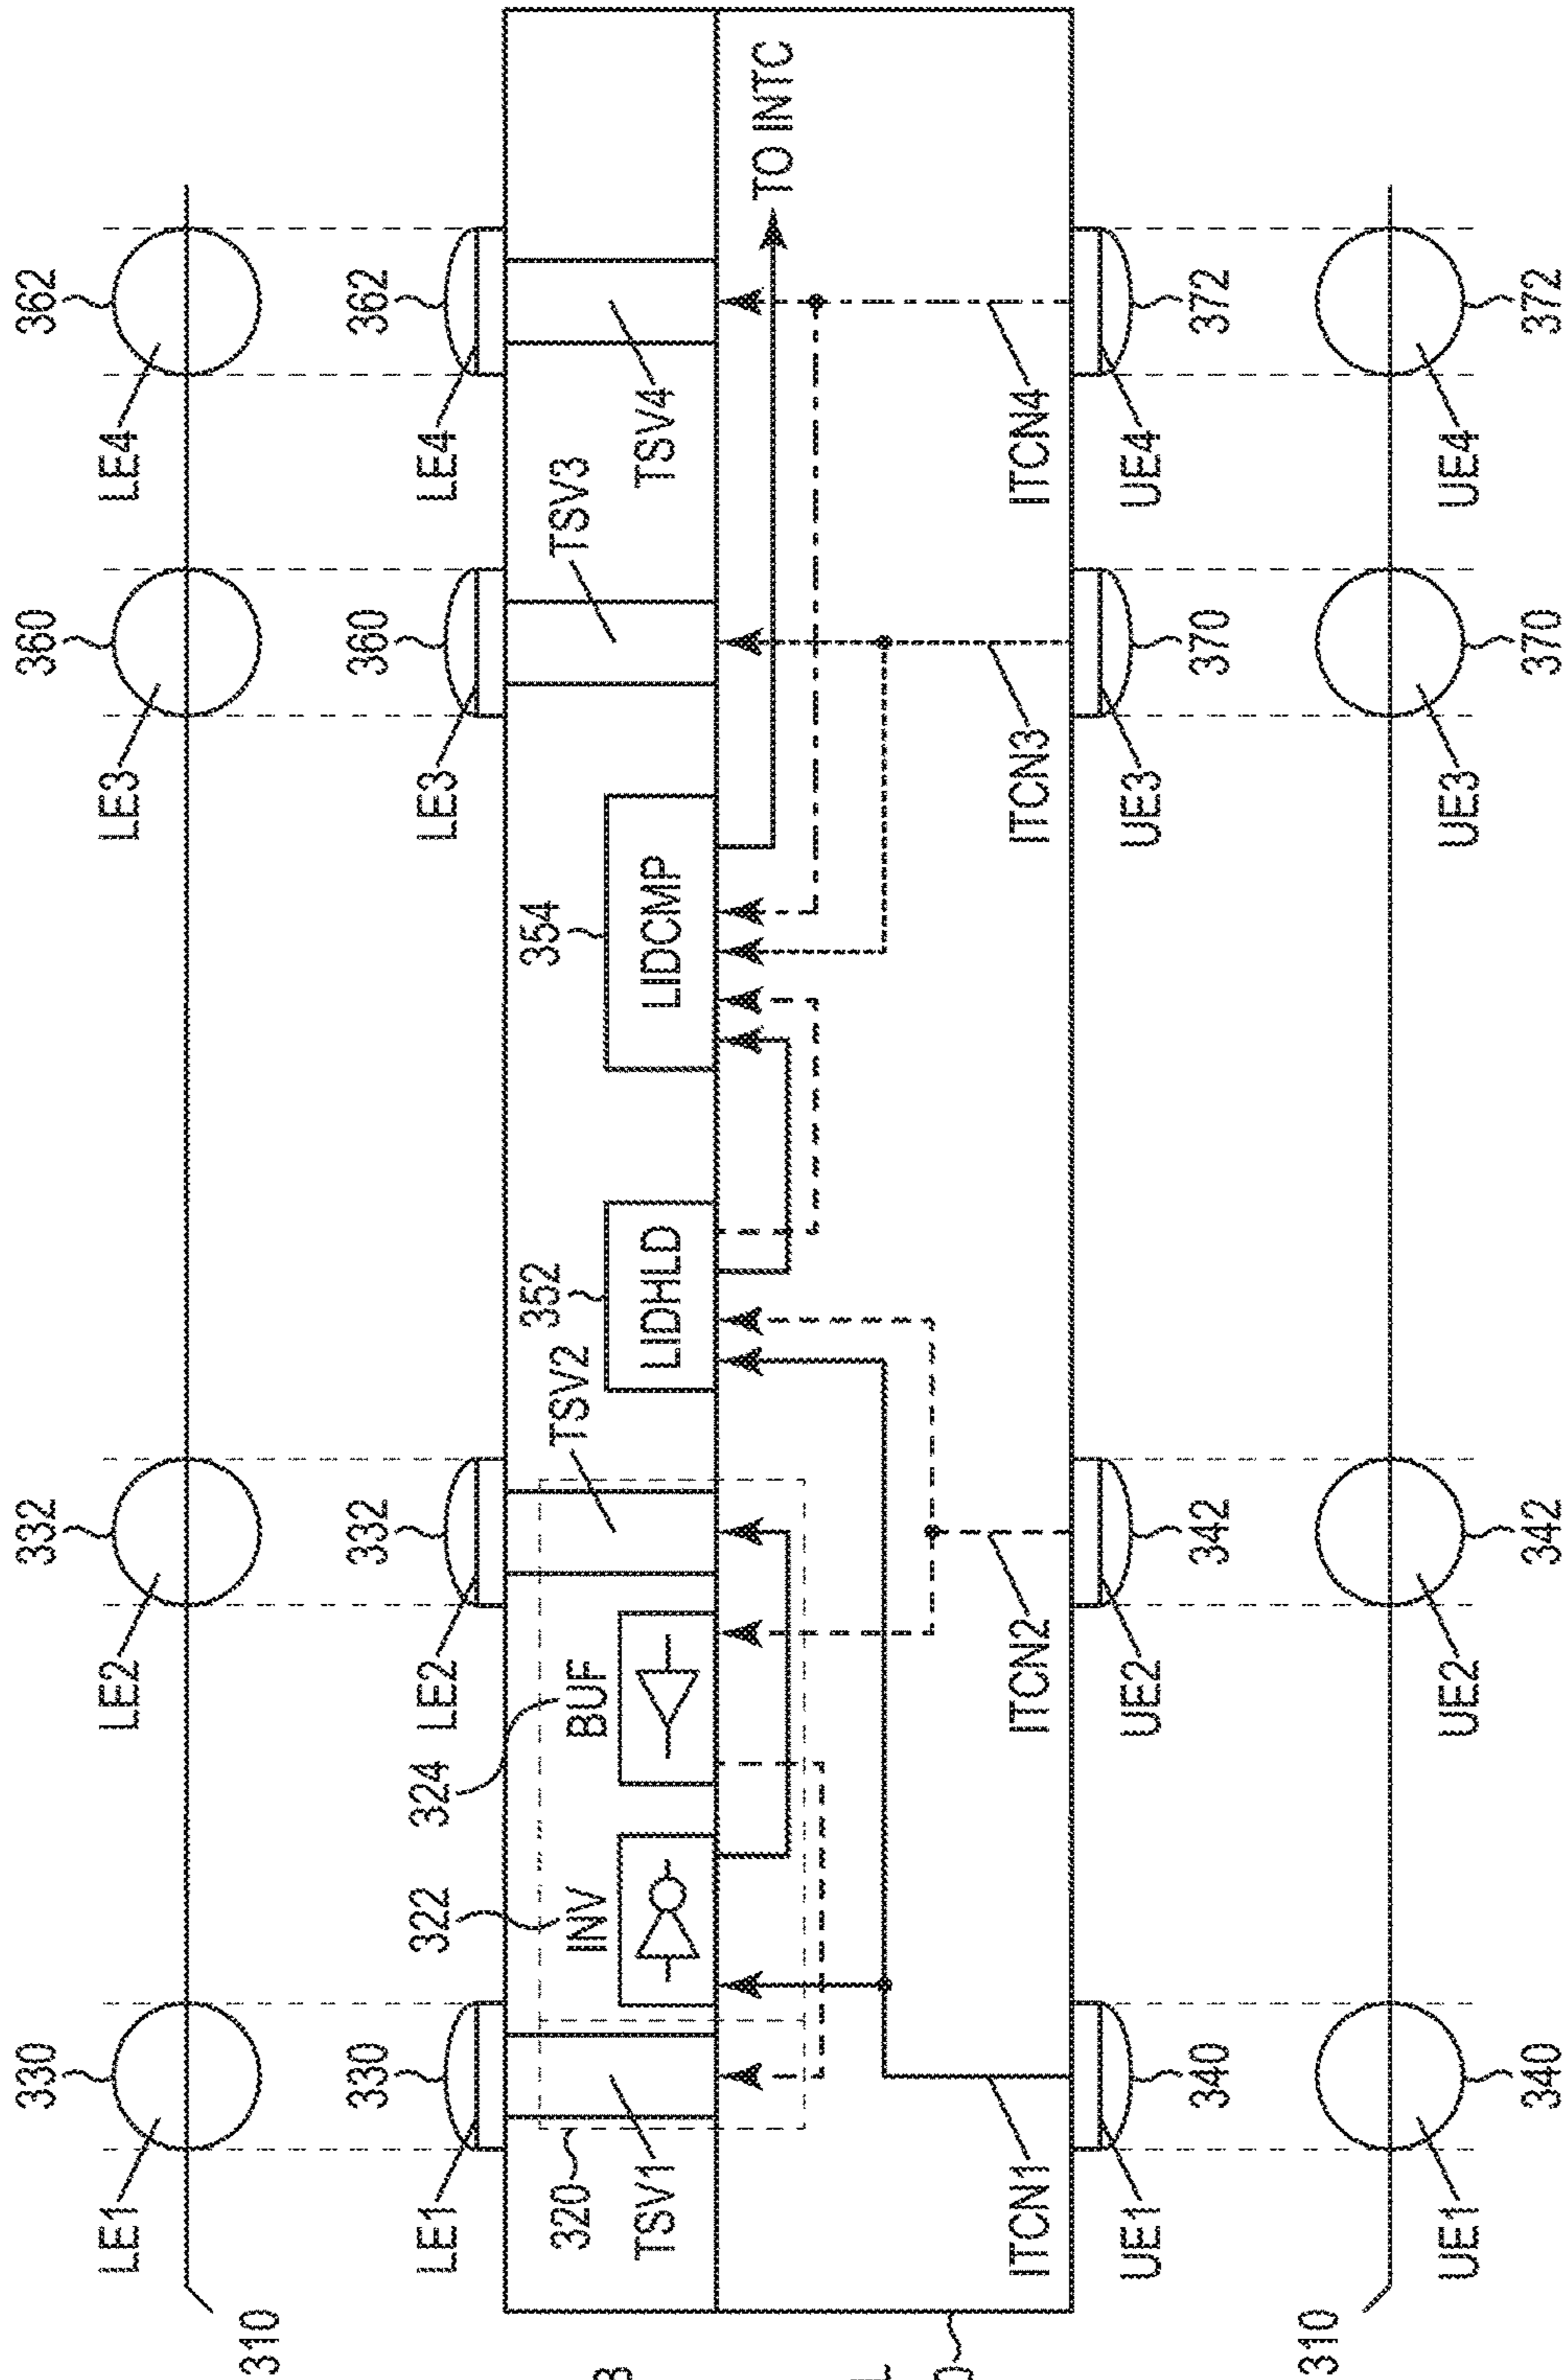 330 332 360 362
LE1 LE2 LE3 LE4
310
330 332 360 362
LE1 322 324 LE2 LE3 LE4
352 354
320 INV BUF TSV2 TSV3
TSV1 LIDHLD LIDCMP TSV4
TO INTC
ITCN1 ITCN2 ITCN3 ITCN4
UE1 UE2 UE3 UE4
340 342 370 372
310
UE1 UE2 UE3 UE4
340 342 370 372